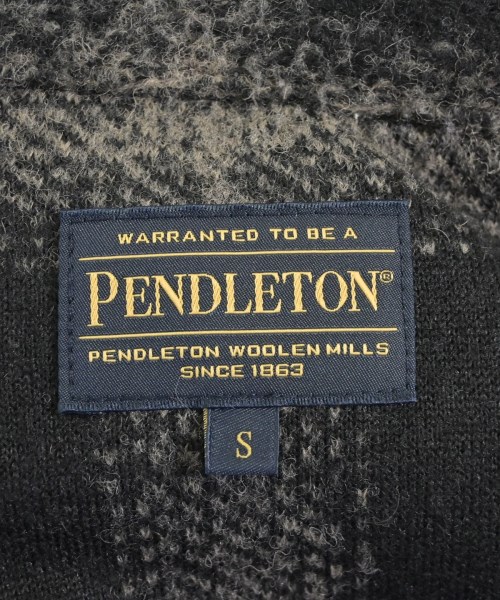 WARRANTED TO BE A
PENDLETON®
PENDLETON WOOLEN MILLS
SINCE 1863
S